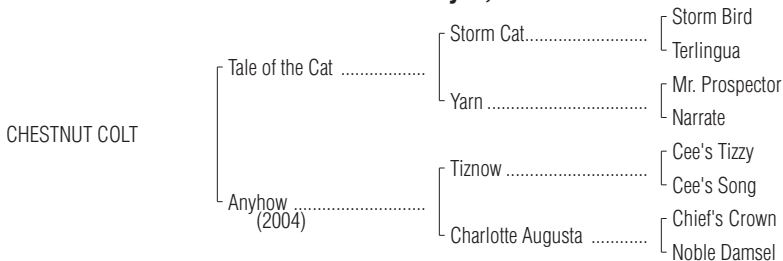 Storm Bird
Storm Cat..............................
Terlingua
Tale of the Cat ..................
Mr. Prospector
Yarn ....................................
Narrate
CHESTNUT COLT
Cee's Tizzy
Tiznow ................................
Cee's Song
Anyhow ............................
(2004)
Chief's Crown
Charlotte Augusta ............
Noble Damsel